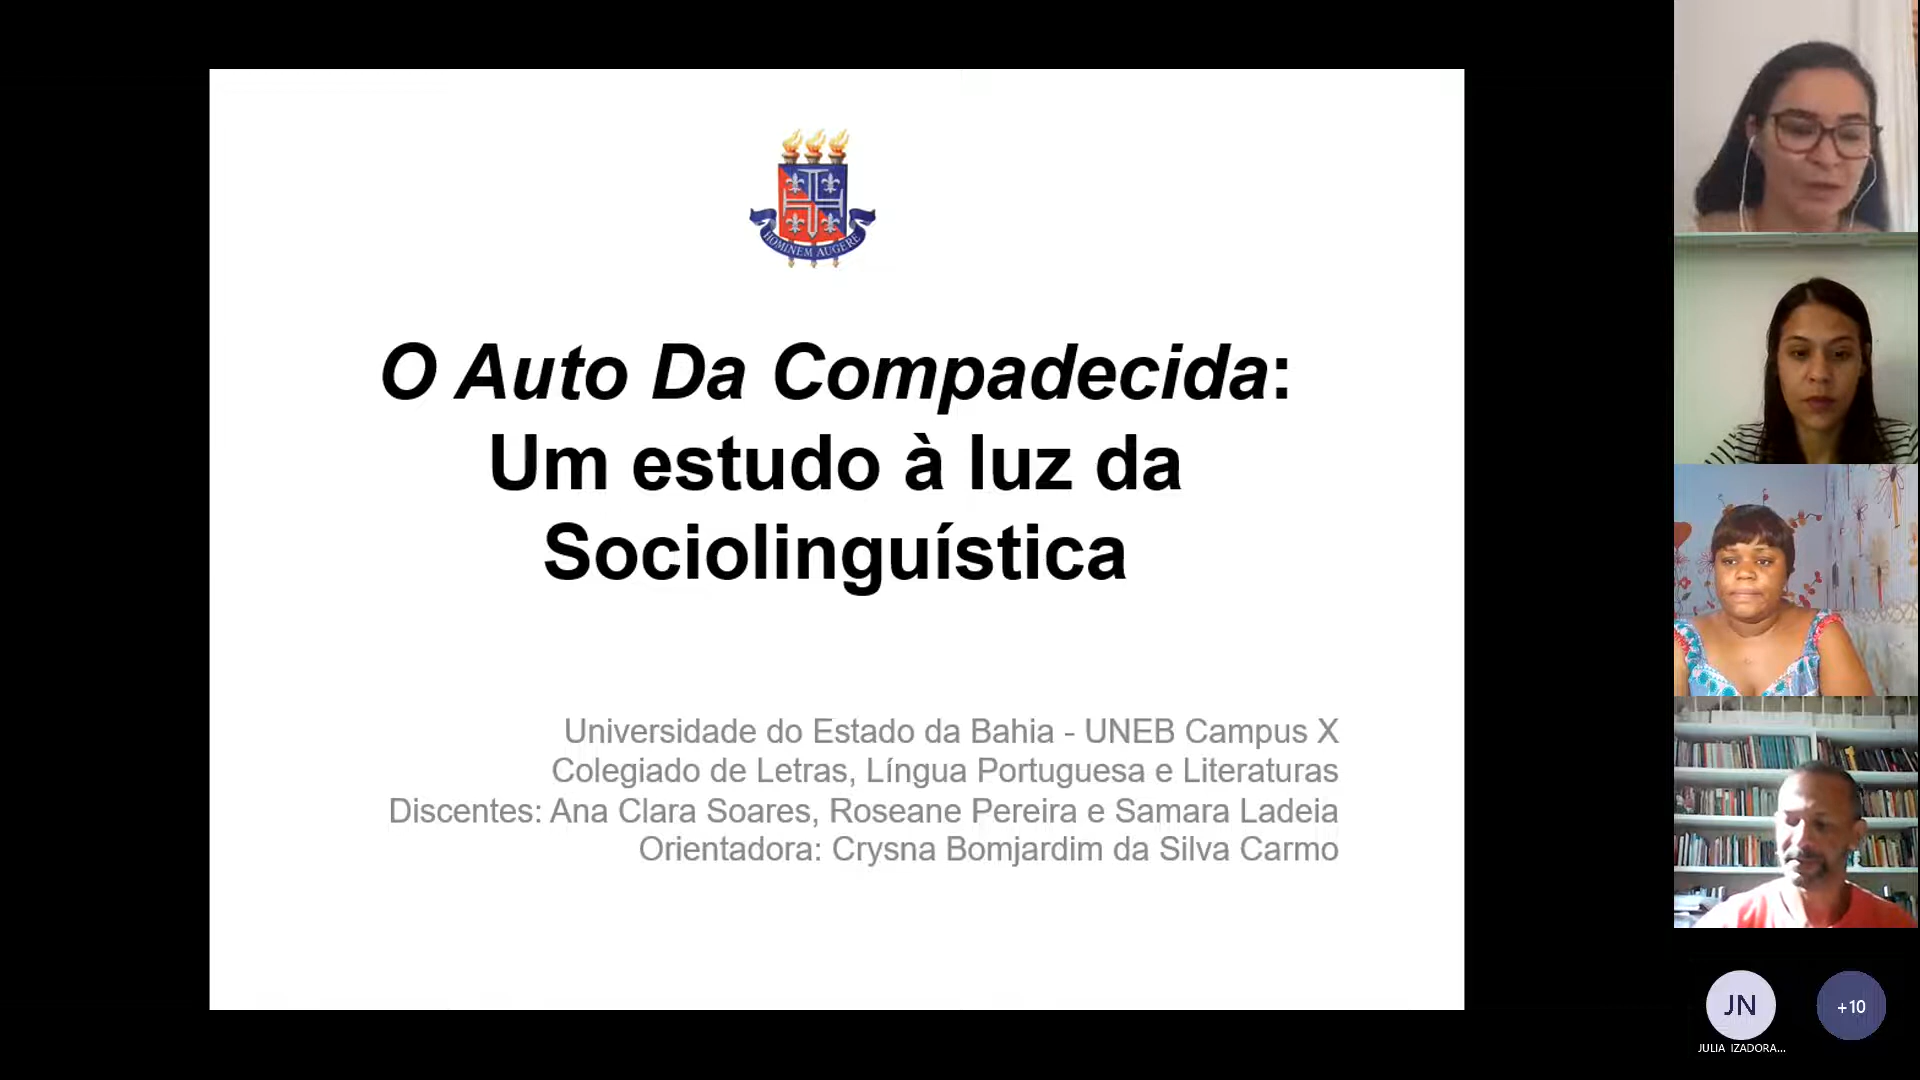 HOMINEM AUGERE
O Auto Da Compadecida:
Um estudo à luz da
Sociolinguística
Universidade do Estado da Bahia - UNEB Campus X
Colegiado de Letras, Língua Portuguesa e Literaturas
Discentes: Ana Clara Soares, Roseane Pereira e Samara Ladeia
Orientadora: Crysna Bomjardim da Silva Carmo
JN
+10
JULIA IZADORA...